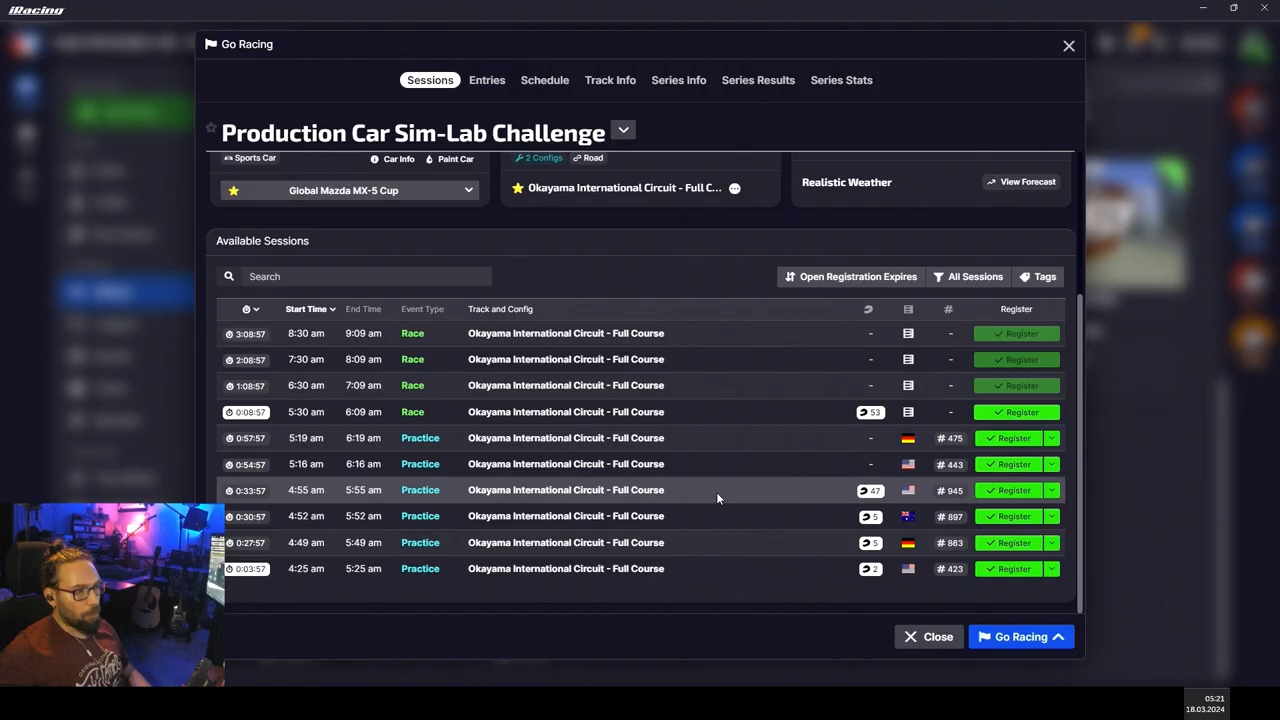 iRacing
Go Racing
Sessions Entries Schedule Track Info Series Info Series Results Series Stats
Production Car Sim-Lab Challenge
Sports Car Car Info Paint Car 2 Configs Road
Global Mazda MX-5 Cup Okayama International Circuit - Full C... Realistic Weather View Forecast
Available Sessions
Search Open Registration Expires All Sessions Tags
Start Time End Time Event Type Track and Config # Register
3:08:57 8:30 am 9:09 am Race Okayama International Circuit - Full Course - - Register
2:08:57 7:30 am 8:09 am Race Okayama International Circuit - Full Course - - Register
1:08:57 6:30 am 7:09 am Race Okayama International Circuit - Full Course - - Register
0:08:57 5:30 am 6:09 am Race Okayama International Circuit - Full Course 53 - Register
0:57:57 5:19 am 6:19 am Practice Okayama International Circuit - Full Course - # 475 Register
0:54:57 5:16 am 6:16 am Practice Okayama International Circuit - Full Course - # 443 Register
0:33:57 4:55 am 5:55 am Practice Okayama International Circuit - Full Course 47 # 945 Register
0:30:57 4:52 am 5:52 am Practice Okayama International Circuit - Full Course 5 # 897 Register
0:27:57 4:49 am 5:49 am Practice Okayama International Circuit - Full Course 5 # 863 Register
0:03:57 4:25 am 5:25 am Practice Okayama International Circuit - Full Course 2 # 423 Register
Close Go Racing
05:21
18.03.2024